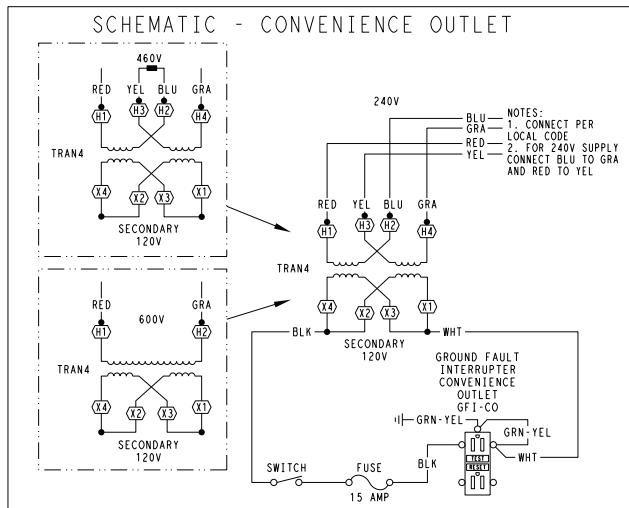 SCHEMATIC - CONVENIENCE OUTLET
460V
RED YEL BLU GRA
H1 H3 H2 H4
TRAN4
X4 X2 X3 X1
SECONDARY
120V
RED GRA
600V
H1 H2
TRAN4
X4 X2 X3 X1
SECONDARY
120V
240V
BLU
GRA
RED
YEL
NOTES:
1. CONNECT PER
LOCAL CODE
2. FOR 240V SUPPLY
CONNECT BLU TO GRA
AND RED TO YEL
RED YEL BLU GRA
H1 H3 H2 H4
TRAN4
X4 X2 X3 X1
BLK WHT
SECONDARY
120V
GROUND FAULT
INTERRUPTER
CONVENIENCE
OUTLET
GFI-CO
GRN-YEL
GRN-YEL
WHT
BLK
TEST
RESET
SWITCH FUSE
15 AMP